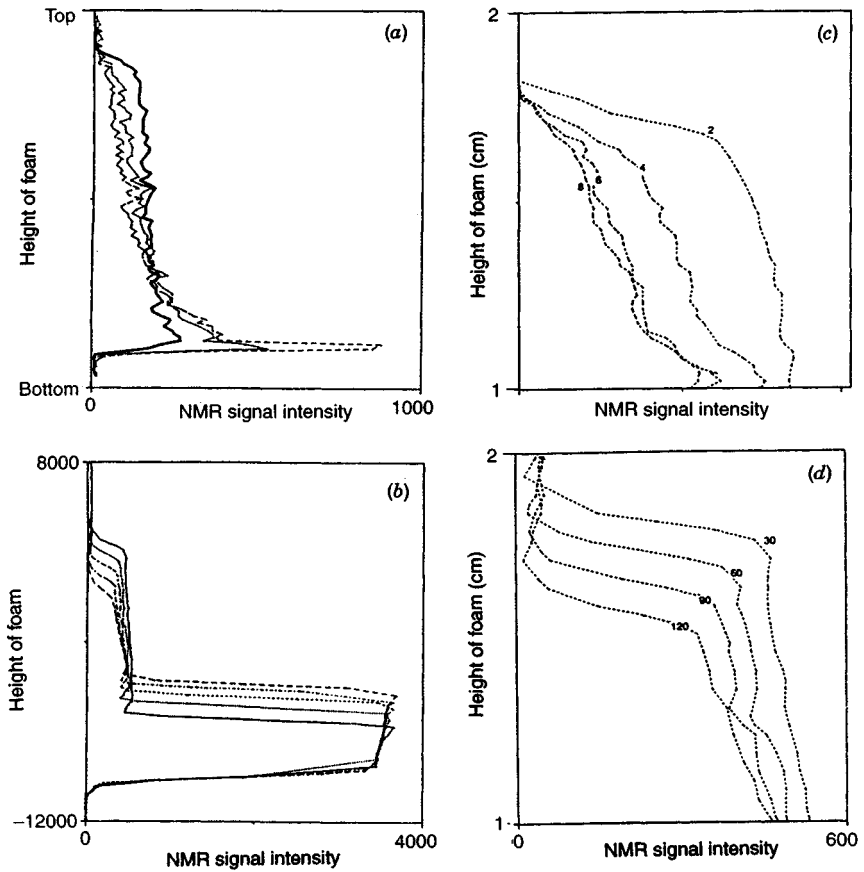 Top
(a)
Height of foam
Bottom
0
1000
NMR signal intensity
2
(c)
2
4
6
8
Height of foam (cm)
1
NMR signal intensity
8000
(b)
Height of foam
−12000
0
4000
NMR signal intensity
2
(d)
30
60
90
120
Height of foam (cm)
1
0
600
NMR signal intensity